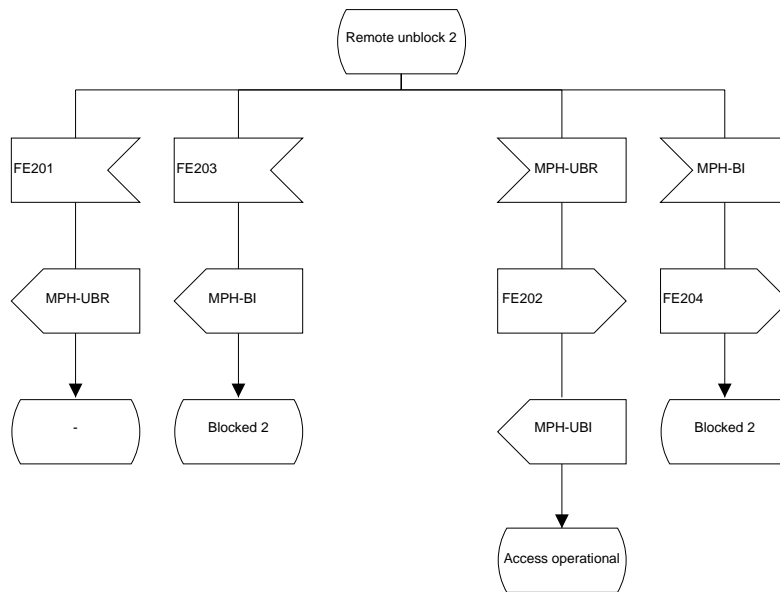 Remote unblock 2
FE201
FE203
MPH-UBR
MPH-BI
MPH-UBR
MPH-BI
FE202
FE204
-
Blocked 2
MPH-UBI
Blocked 2
Access operational